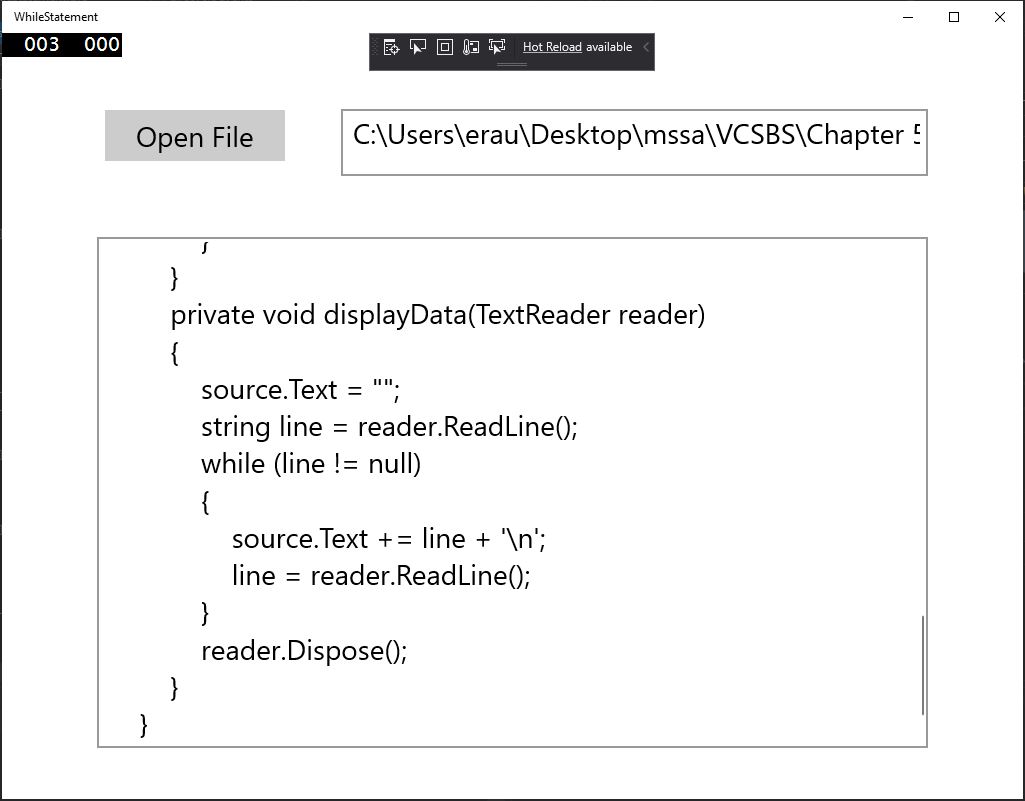 WhileStatement
003 000
Hot Reload available
Open File
C:\Users\erau\Desktop\mssa\VCSBS\Chapter 5
}
}
private void displayData(TextReader reader)
{
source.Text = "";
string line = reader.ReadLine();
while (line != null)
{
source.Text += line + '\n';
line = reader.ReadLine();
}
reader.Dispose();
}
}